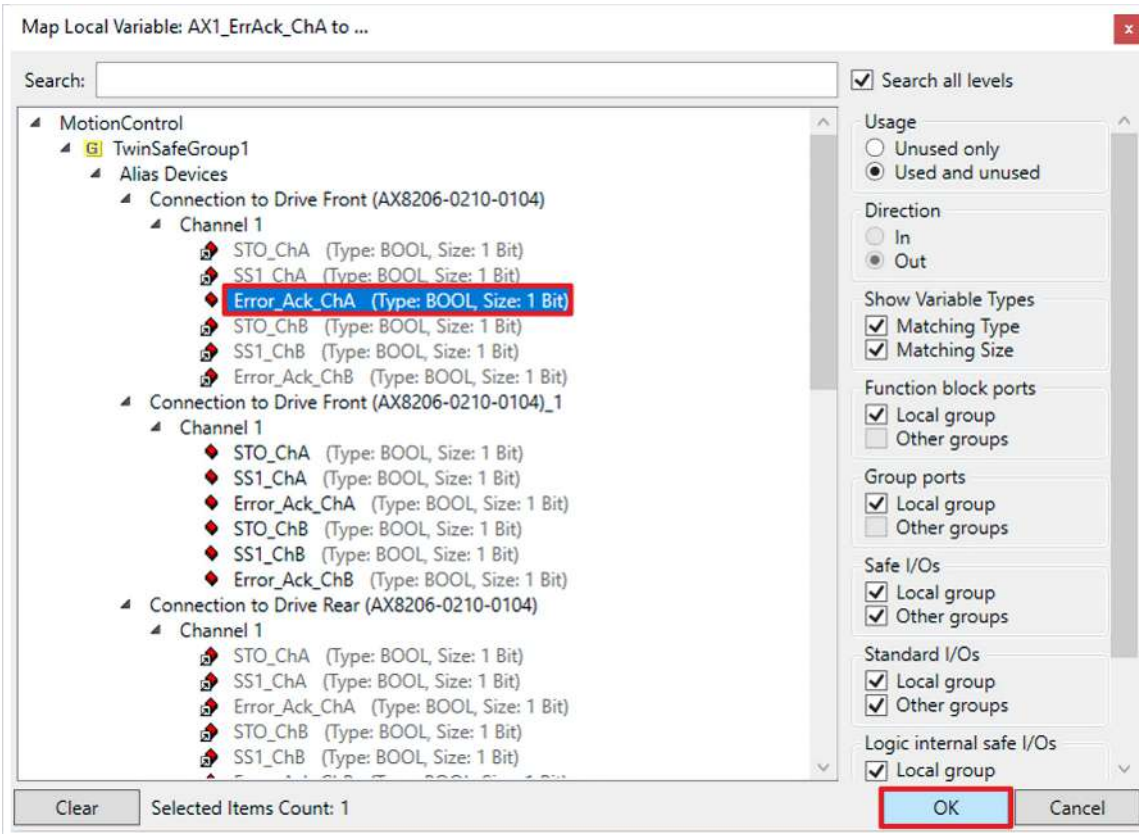 Map Local Variable: AX1_ErrAck_ChA to ...
x
Search:
Search all levels
MotionControl
G TwinSafeGroup1
Alias Devices
Connection to Drive Front (AX8206-0210-0104)
Channel 1
STO_ChA (Type: BOOL, Size: 1 Bit)
SS1_ChA (Type: BOOL, Size: 1 Bit)
Error_Ack_ChA (Type: BOOL, Size: 1 Bit)
STO_ChB (Type: BOOL, Size: 1 Bit)
SS1_ChB (Type: BOOL, Size: 1 Bit)
Error_Ack_ChB (Type: BOOL, Size: 1 Bit)
Connection to Drive Front (AX8206-0210-0104)_1
Channel 1
STO_ChA (Type: BOOL, Size: 1 Bit)
SS1_ChA (Type: BOOL, Size: 1 Bit)
Error_Ack_ChA (Type: BOOL, Size: 1 Bit)
STO_ChB (Type: BOOL, Size: 1 Bit)
SS1_ChB (Type: BOOL, Size: 1 Bit)
Error_Ack_ChB (Type: BOOL, Size: 1 Bit)
Connection to Drive Rear (AX8206-0210-0104)
Channel 1
STO_ChA (Type: BOOL, Size: 1 Bit)
SS1_ChA (Type: BOOL, Size: 1 Bit)
Error_Ack_ChA (Type: BOOL, Size: 1 Bit)
STO_ChB (Type: BOOL, Size: 1 Bit)
SS1_ChB (Type: BOOL, Size: 1 Bit)
Usage
Unused only
Used and unused
Direction
In
Out
Show Variable Types
Matching Type
Matching Size
Function block ports
Local group
Other groups
Group ports
Local group
Other groups
Safe I/Os
Local group
Other groups
Standard I/Os
Local group
Other groups
Logic internal safe I/Os
Local group
Clear
Selected Items Count: 1
OK
Cancel